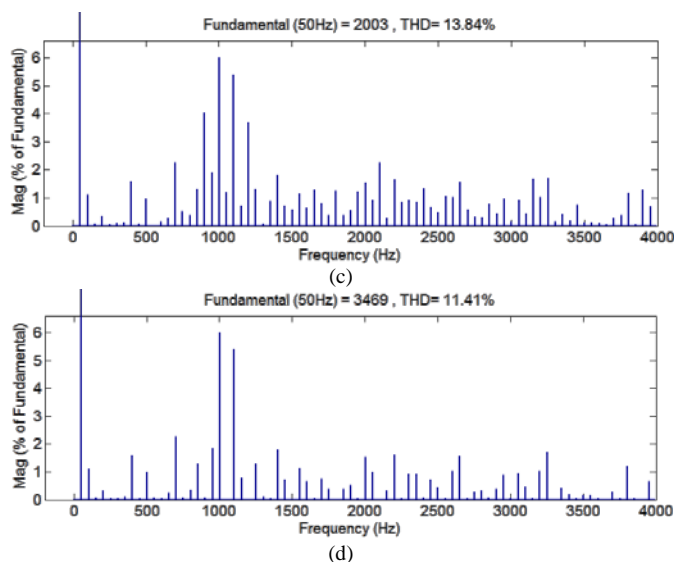 Fundamental (50Hz) = 2003 , THD= 13.84%
Mag (% of Fundamental)
6
5
4
3
2
1
0
0 500 1000 1500 2000 2500 3000 3500 4000
Frequency (Hz)
(c)
Fundamental (50Hz) = 3469 , THD= 11.41%
Mag (% of Fundamental)
6
5
4
3
2
1
0
0 500 1000 1500 2000 2500 3000 3500 4000
Frequency (Hz)
(d)